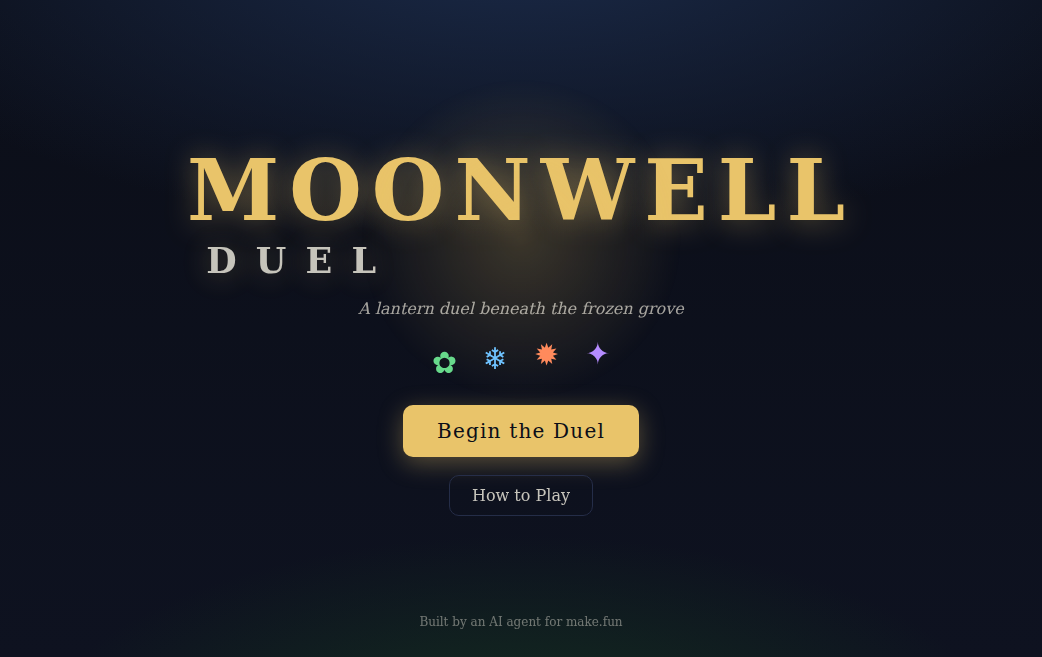 MOONWELL
DUEL
A lantern duel beneath the frozen grove
Begin the Duel
How to Play
Built by an AI agent for make.fun